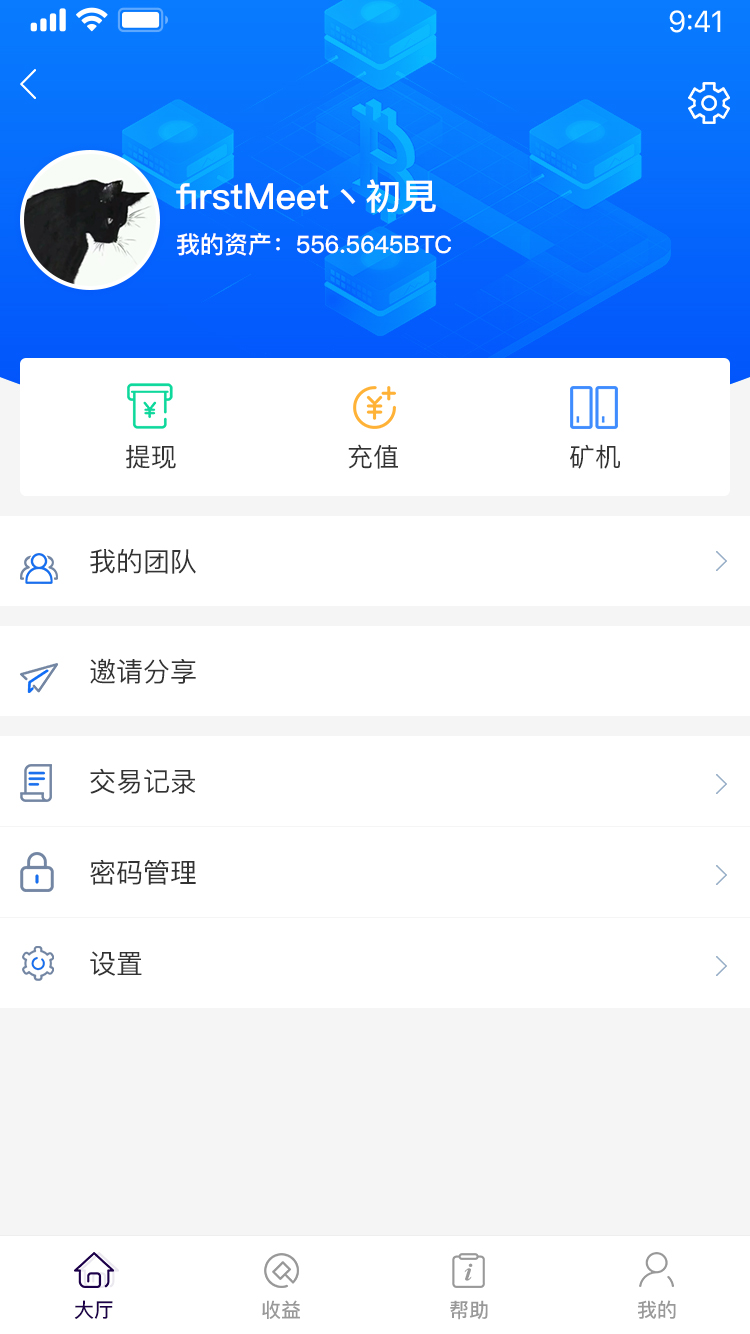 9:41
firstMeet丶初見
我的资产：556.5645BTC
提现 充值 矿机
我的团队
邀请分享
交易记录
密码管理
设置
大厅 收益 帮助 我的